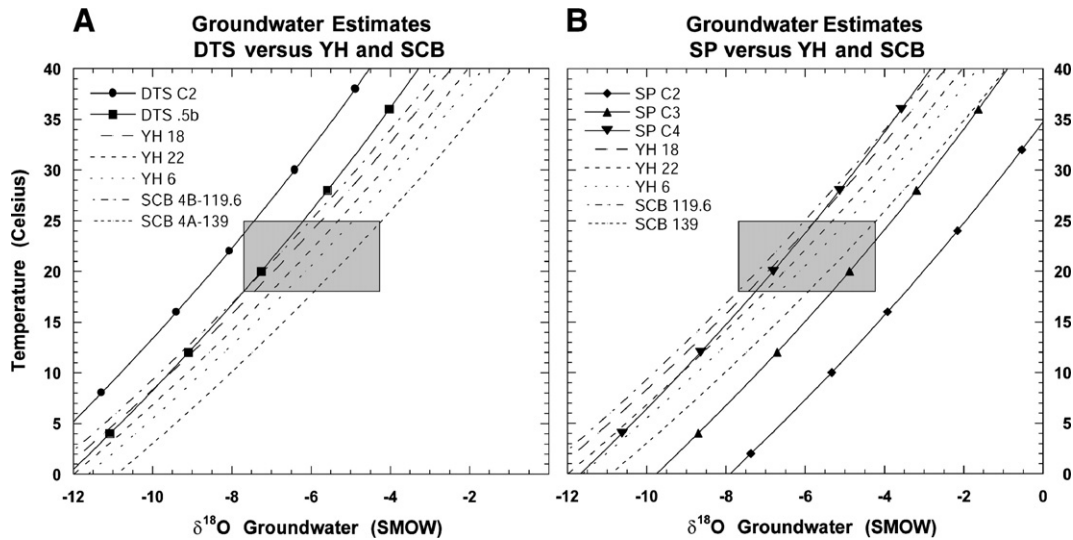 A
Groundwater Estimates
DTS versus YH and SCB
40
35
30
25
20
15
10
5
0
Temperature (Celsius)
DTS C2
DTS .5b
YH 18
YH 22
YH 6
SCB 4B-119.6
SCB 4A-139
-12
-10
-8
-6
-4
-2
δ18O Groundwater (SMOW)
B
Groundwater Estimates
SP versus YH and SCB
SP C2
SP C3
SP C4
YH 18
YH 22
YH 6
SCB 119.6
SCB 139
40
35
30
25
20
15
10
5
0
-12
-10
-8
-6
-4
-2
0
δ18O Groundwater (SMOW)